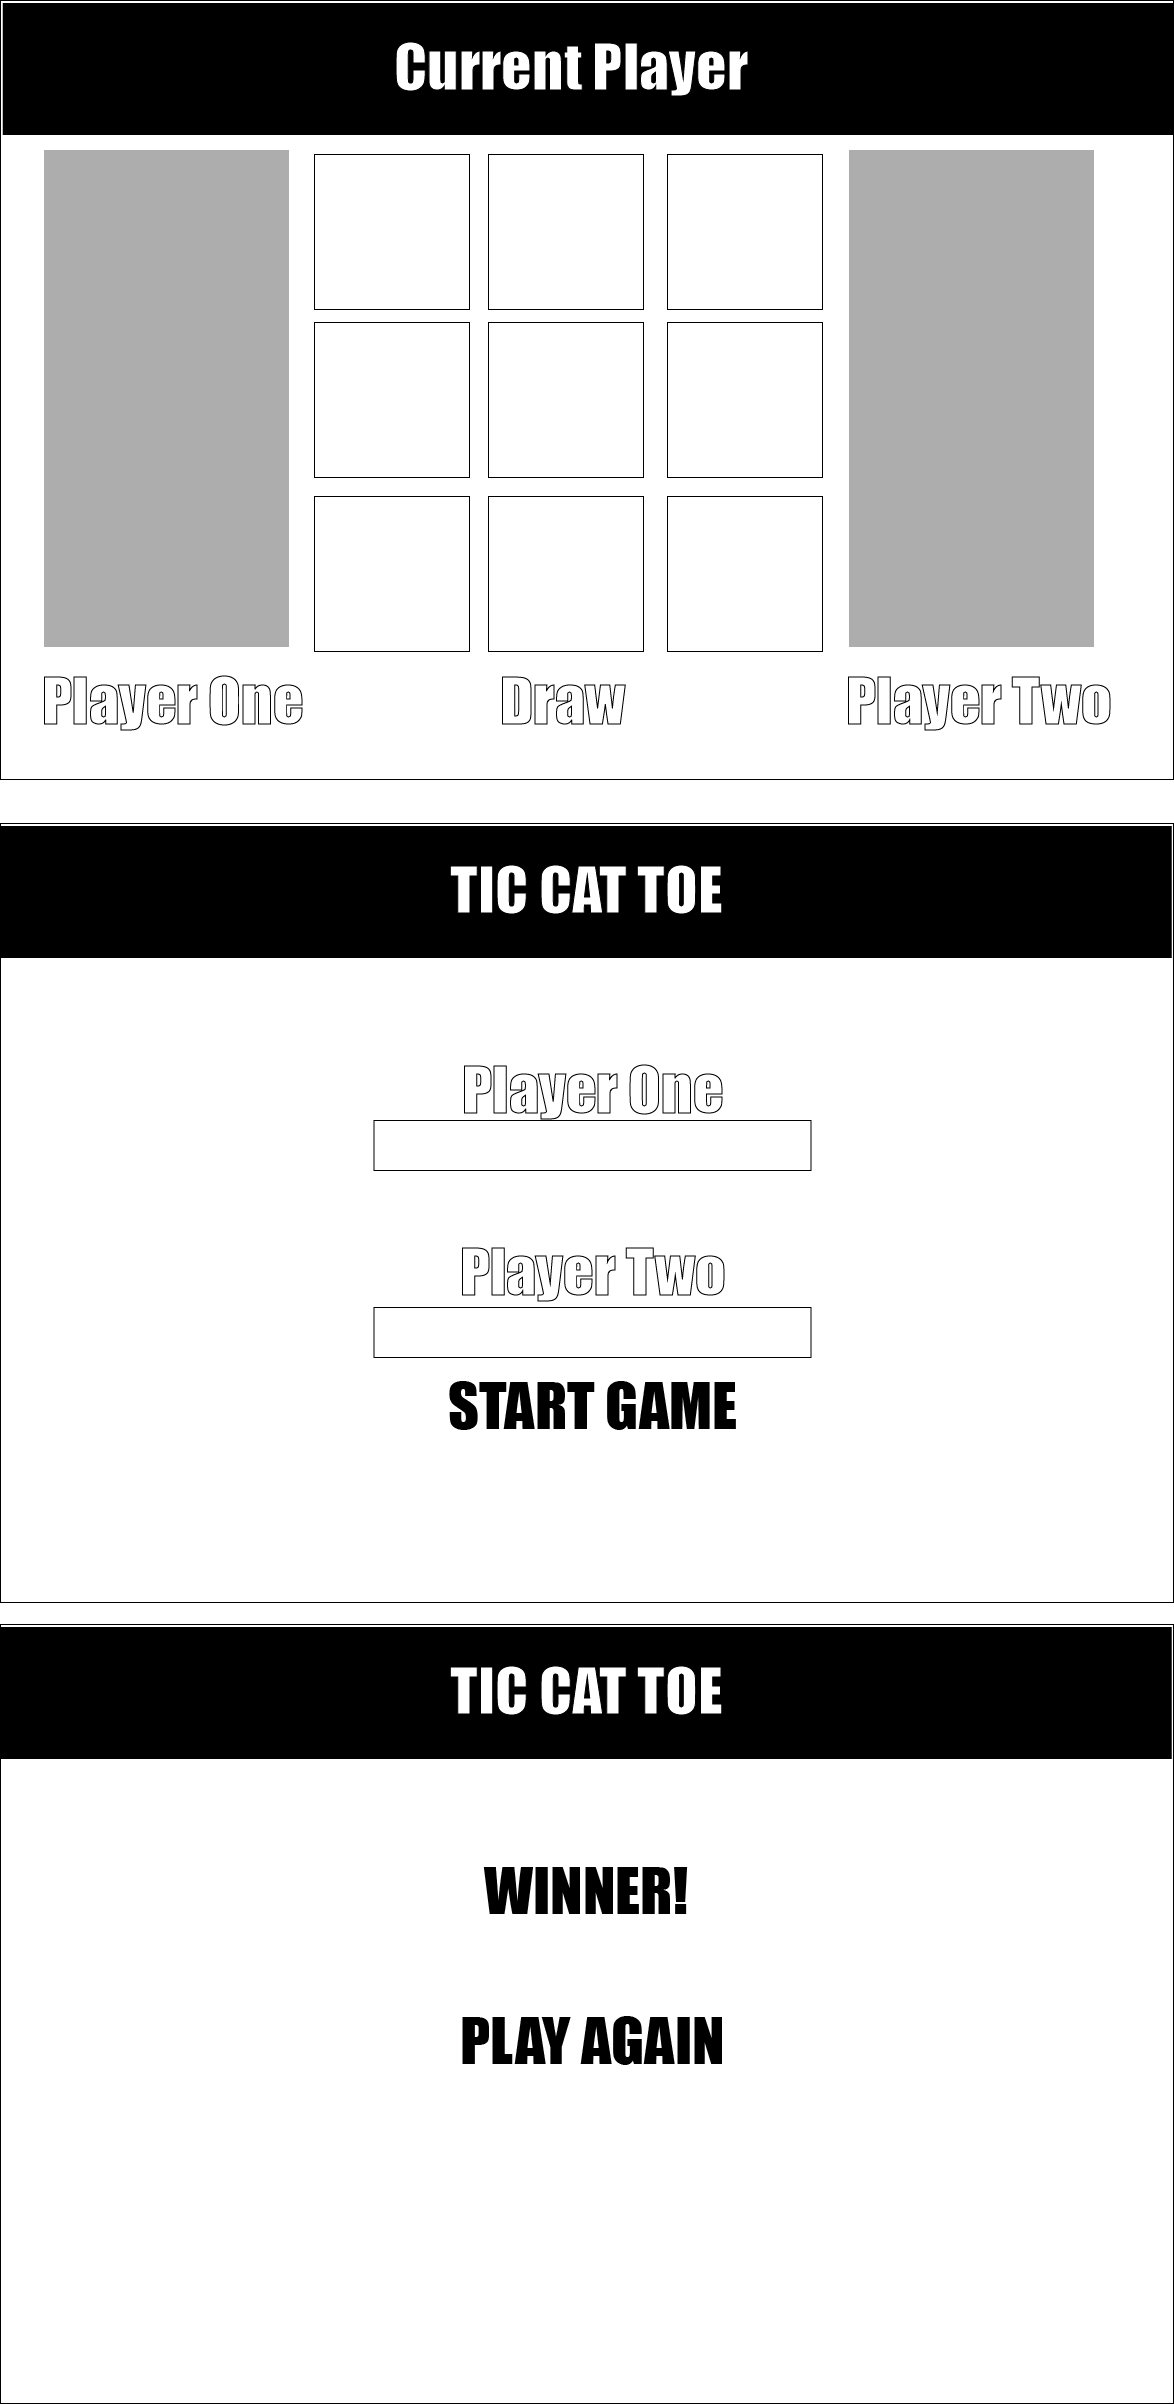 Current Player
Player One Draw Player Two
TIC CAT TOE
Player One
Player Two
START GAME
TIC CAT TOE
WINNER!
PLAY AGAIN